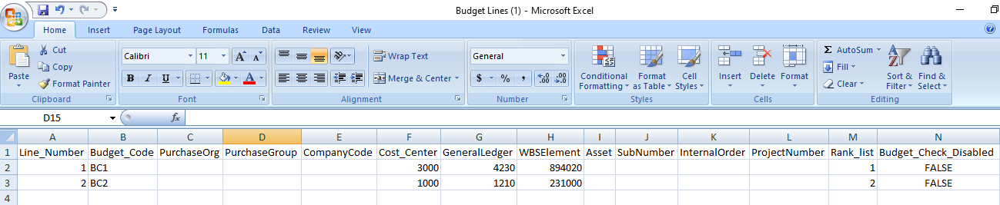 Budget Lines (1) - Microsoft Excel
Home Insert Page Layout Formulas Data Review View
Paste
Cut
Copy
Format Painter
Clipboard
Calibri 11 A A
B I U A
Font
Wrap Text
Merge & Center
Alignment
General
$ % , .0 .00 .00 .0
Number
Conditional Formatting
Format as Table
Cell Styles
Styles
Insert Delete Format
Cells
Σ AutoSum
Fill
Clear
Sort & Filter
Find & Select
Editing
D15 fx
A B C D E F G H I J K L M N
1 Line_Number Budget_Code PurchaseOrg PurchaseGroup CompanyCode Cost_Center GeneralLedger WBSElement Asset SubNumber InternalOrder ProjectNumber Rank_list Budget_Check_Disabled
2 1 BC1 3000 4230 894020 1 FALSE
3 2 BC2 1000 1210 231000 2 FALSE
4